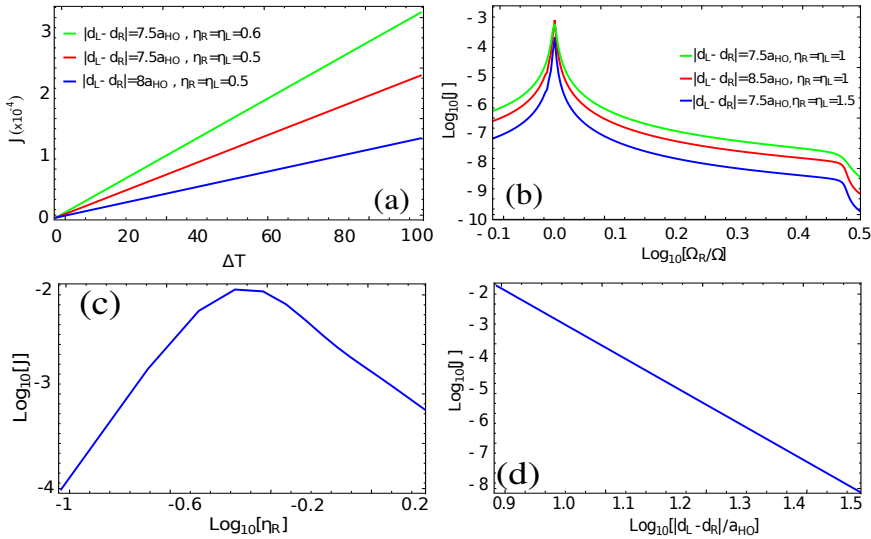 |d_L- d_R|=7.5a_HO , η_R=η_L=0.6
|d_L- d_R|=7.5a_HO , η_R=η_L=0.5
|d_L- d_R|=8a_HO , η_R=η_L=0.5
J (x10^-4)
3
2
1
0
0 20 40 60 80 100
ΔT
(a)
|d_L- d_R|=7.5a_HO, η_R=η_L=1
|d_L- d_R|=8.5a_HO, η_R=η_L=1
|d_L- d_R|=7.5a_HO,η_R=η_L=1.5
Log_10[J]
- 3
- 4
- 5
- 6
- 7
- 8
- 9
- 10
-0.1 0.0 0.1 0.2 0.3 0.4 0.5
Log_10[Ω_R/Ω]
(b)
(c)
Log_10[J]
-2
-3
-4
-1 -0.6 -0.2 0.2
Log_10[η_R]
Log_10[J ]
- 2
- 3
- 4
- 5
- 6
- 7
- 8
0.9 1.0 1.1 1.2 1.3 1.4 1.5
Log_10[|d_L -d_R|/a_HO]
(d)